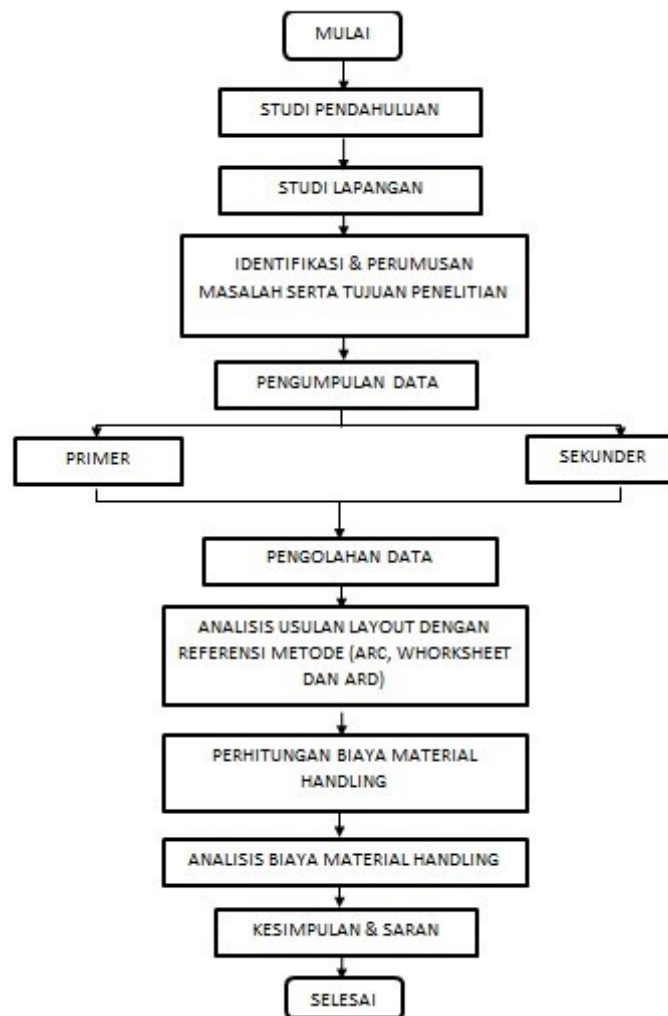 MULAI
STUDI PENDAHULUAN
STUDI LAPANGAN
IDENTIFIKASI & PERUMUSAN
MASALAH SERTA TUJUAN PENELITIAN
PENGUMPULAN DATA
PRIMER
SEKUNDER
PENGOLAHAN DATA
ANALISIS USULAN LAYOUT DENGAN
REFERENSI METODE (ARC, WHORKSHEET
DAN ARD)
PERHITUNGAN BIAYA MATERIAL
HANDLING
ANALISIS BIAYA MATERIAL HANDLING
KESIMPULAN & SARAN
SELESAI